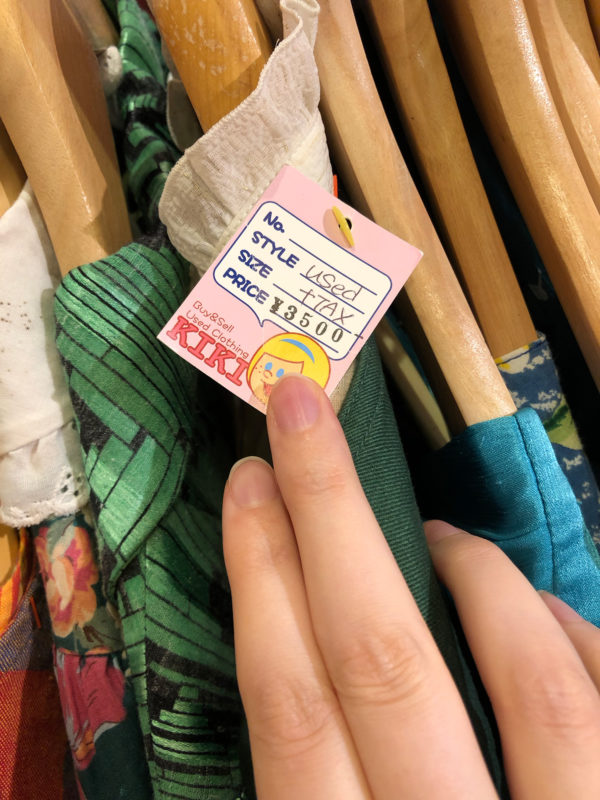 No.
STYLE used
SIZE +TAX
PRICE ¥3500
Buy&Sell
Used Clothing
KIKI